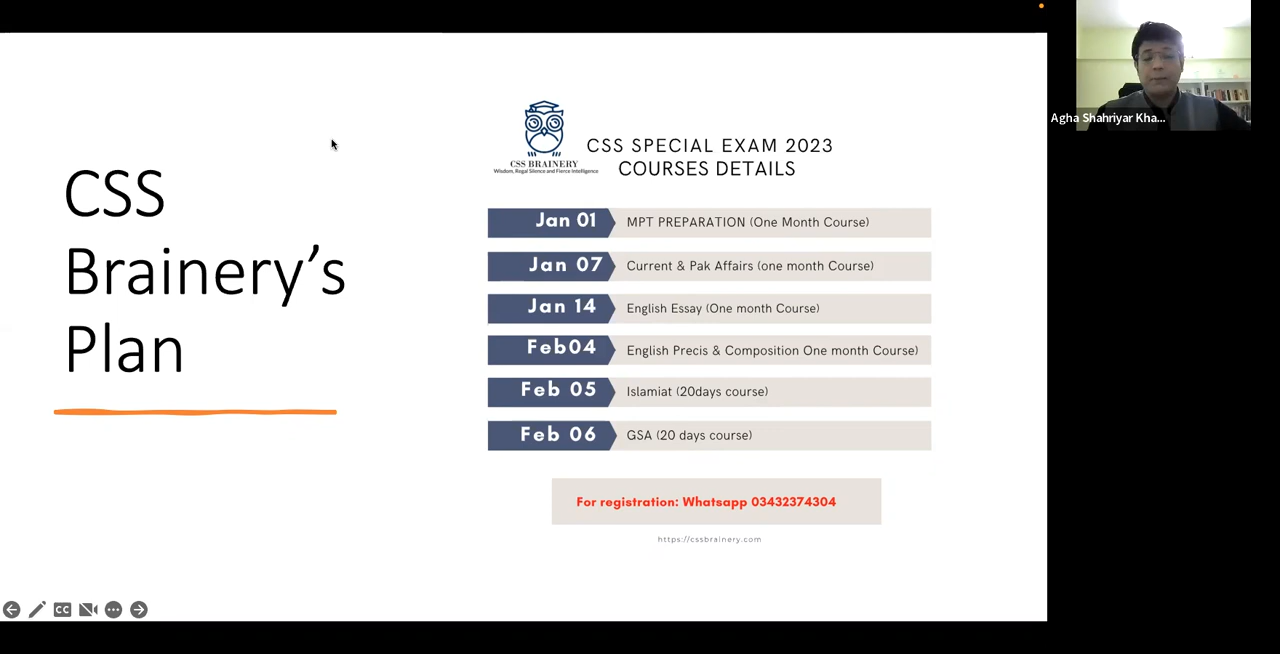 Agha Shahriyar Kha...
CSS
Brainery’s
Plan
CSS BRAINERY
Wisdom, Regal Silence and Fierce Intelligence
CSS SPECIAL EXAM 2023
COURSES DETAILS
Jan 01 MPT PREPARATION (One Month Course)
Jan 07 Current & Pak Affairs (one month Course)
Jan 14 English Essay (One month Course)
Feb04 English Precis & Composition One month Course)
Feb 05 Islamiat (20days course)
Feb 06 GSA (20 days course)
For registration: Whatsapp 03432374304
https://cssbrainery.com
CC